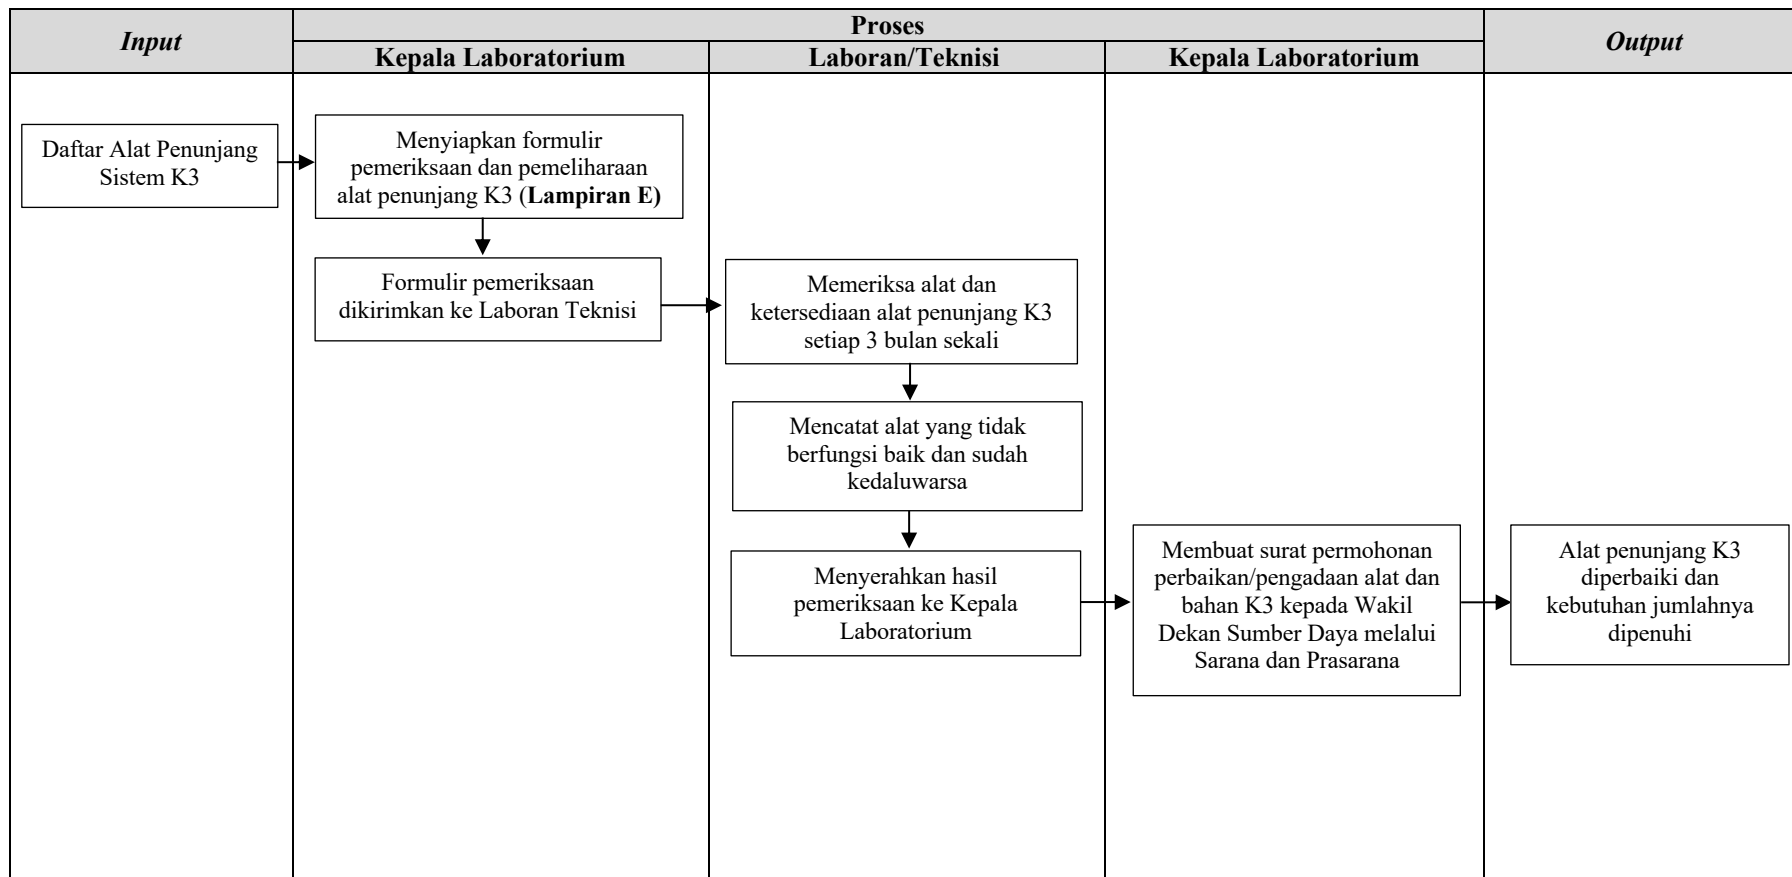 Input
Proses
Output
Kepala Laboratorium
Laboran/Teknisi
Kepala Laboratorium
Daftar Alat Penunjang
Sistem K3
Menyiapkan formulir
pemeriksaan dan pemeliharaan
alat penunjang K3 (Lampiran E)
Formulir pemeriksaan
dikirimkan ke Laboran Teknisi
Memeriksa alat dan
ketersediaan alat penunjang K3
setiap 3 bulan sekali
Mencatat alat yang tidak
berfungsi baik dan sudah
kedaluwarsa
Menyerahkan hasil
pemeriksaan ke Kepala
Laboratorium
Membuat surat permohonan
perbaikan/pengadaan alat dan
bahan K3 kepada Wakil
Dekan Sumber Daya melalui
Sarana dan Prasarana
Alat penunjang K3
diperbaiki dan
kebutuhan jumlahnya
dipenuhi